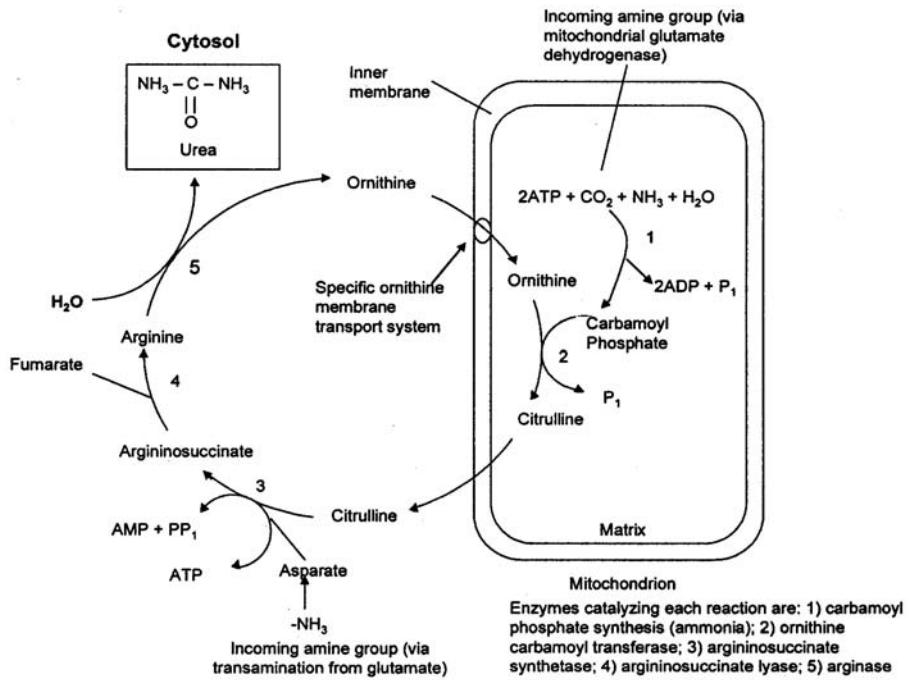 Cytosol
NH₃ – C – NH₃
O
Urea
Incoming amine group (via
mitochondrial glutamate
dehydrogenase)
Inner
membrane
Ornithine
2ATP + CO₂ + NH₃ + H₂O
1
5
H₂O
Specific ornithine
membrane
transport system
Ornithine
2ADP + P₁
Carbamoyl
Phosphate
Arginine
Fumarate
4
2
P₁
Citrulline
Argininosuccinate
3
Citrulline
AMP + PP₁
ATP
Asparate
Matrix
-NH₃
Incoming amine group (via
transamination from glutamate)
Mitochondrion
Enzymes catalyzing each reaction are: 1) carbamoyl
phosphate synthesis (ammonia); 2) ornithine
carbamoyl transferase; 3) argininosuccinate
synthetase; 4) argininosuccinate lyase; 5) arginase